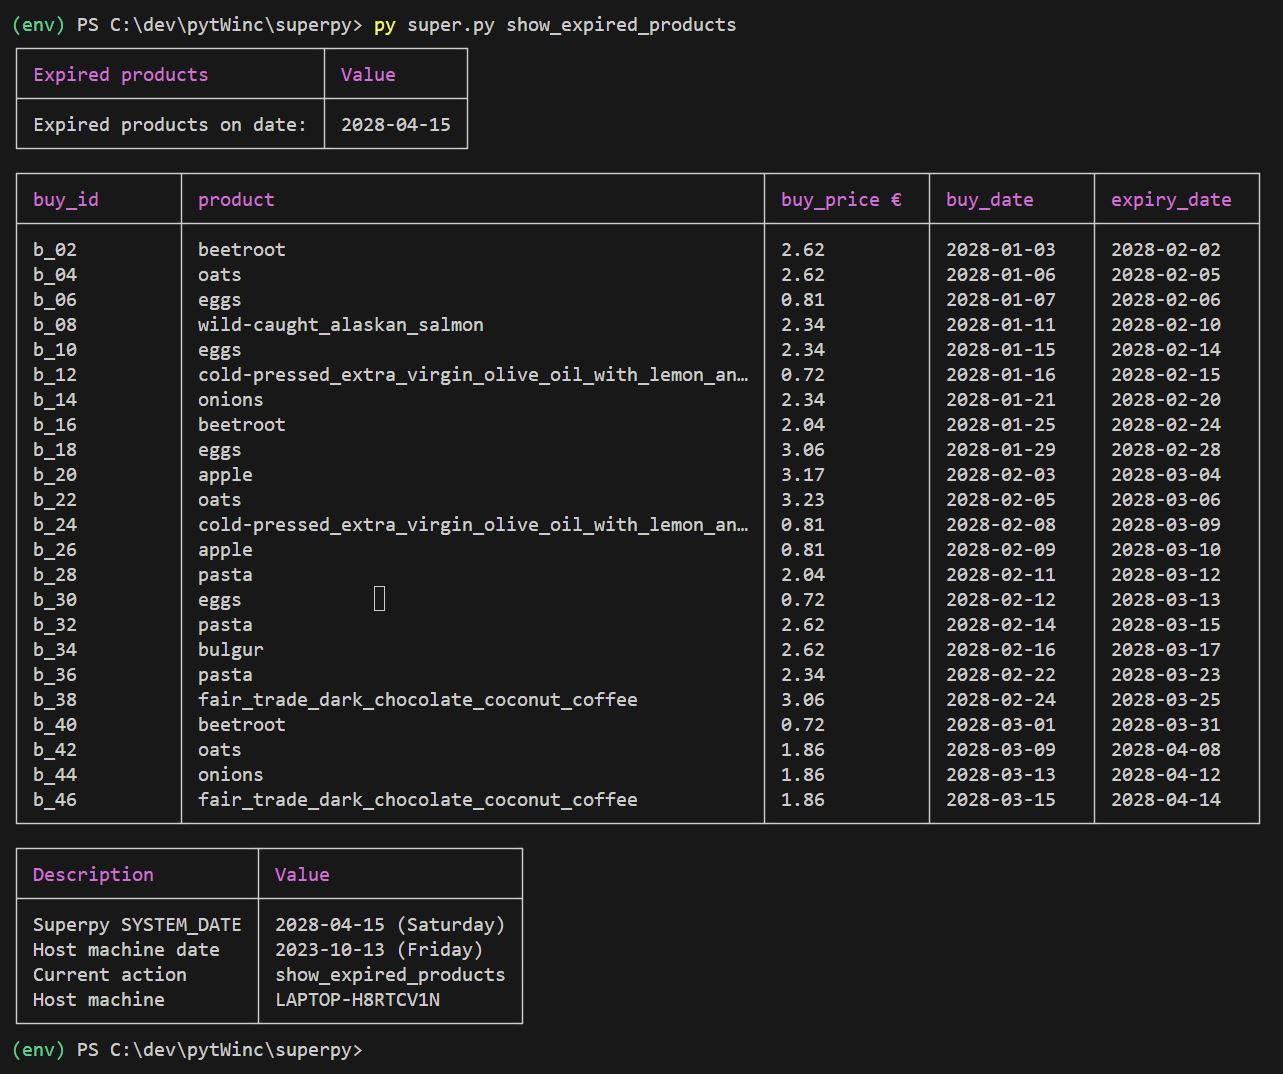 (env) PS C:\dev\pytWinc\superpy> py super.py show_expired_products
Expired products Value
Expired products on date: 2028-04-15
buy_id product buy_price € buy_date expiry_date
b_02 beetroot 2.62 2028-01-03 2028-02-02
b_04 oats 2.62 2028-01-06 2028-02-05
b_06 eggs 0.81 2028-01-07 2028-02-06
b_08 wild-caught_alaskan_salmon 2.34 2028-01-11 2028-02-10
b_10 eggs 2.34 2028-01-15 2028-02-14
b_12 cold-pressed_extra_virgin_olive_oil_with_lemon_an… 0.72 2028-01-16 2028-02-15
b_14 onions 2.34 2028-01-21 2028-02-20
b_16 beetroot 2.04 2028-01-25 2028-02-24
b_18 eggs 3.06 2028-01-29 2028-02-28
b_20 apple 3.17 2028-02-03 2028-03-04
b_22 oats 3.23 2028-02-05 2028-03-06
b_24 cold-pressed_extra_virgin_olive_oil_with_lemon_an… 0.81 2028-02-08 2028-03-09
b_26 apple 0.81 2028-02-09 2028-03-10
b_28 pasta 2.04 2028-02-11 2028-03-12
b_30 eggs 0.72 2028-02-12 2028-03-13
b_32 pasta 2.62 2028-02-14 2028-03-15
b_34 bulgur 2.62 2028-02-16 2028-03-17
b_36 pasta 2.34 2028-02-22 2028-03-23
b_38 fair_trade_dark_chocolate_coconut_coffee 3.06 2028-02-24 2028-03-25
b_40 beetroot 0.72 2028-03-01 2028-03-31
b_42 oats 1.86 2028-03-09 2028-04-08
b_44 onions 1.86 2028-03-13 2028-04-12
b_46 fair_trade_dark_chocolate_coconut_coffee 1.86 2028-03-15 2028-04-14
Description Value
Superpy SYSTEM_DATE 2028-04-15 (Saturday)
Host machine date 2023-10-13 (Friday)
Current action show_expired_products
Host machine LAPTOP-H8RTCV1N
(env) PS C:\dev\pytWinc\superpy>